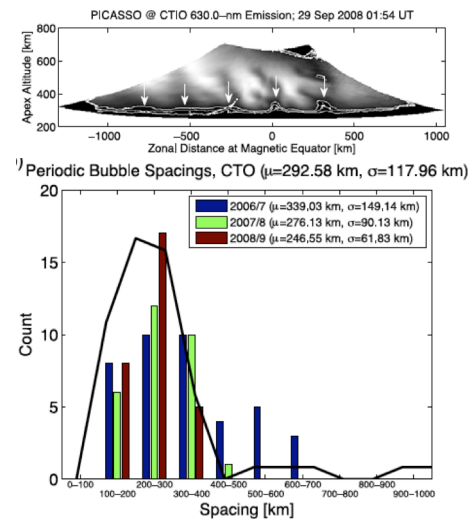 PICASSO @ CTIO 630.0–nm Emission; 29 Sep 2008 01:54 UT
Apex Altitude [km]
800
600
400
200
−1000 −500 0 500 1000
Zonal Distance at Magnetic Equator [km]
) Periodic Bubble Spacings, CTO (μ=292.58 km, σ=117.96 km)
2006/7 (μ=339,03 km, σ=149.14 km)
2007/8 (μ=276.13 km, σ=90.13 km)
2008/9 (μ=246,55 km, σ=61,83 km)
Count
20
15
10
5
0
0–100 200–300 400–500 600–700 800–900
100–200 300–400 500–600 700–800 900–1000
Spacing [km]